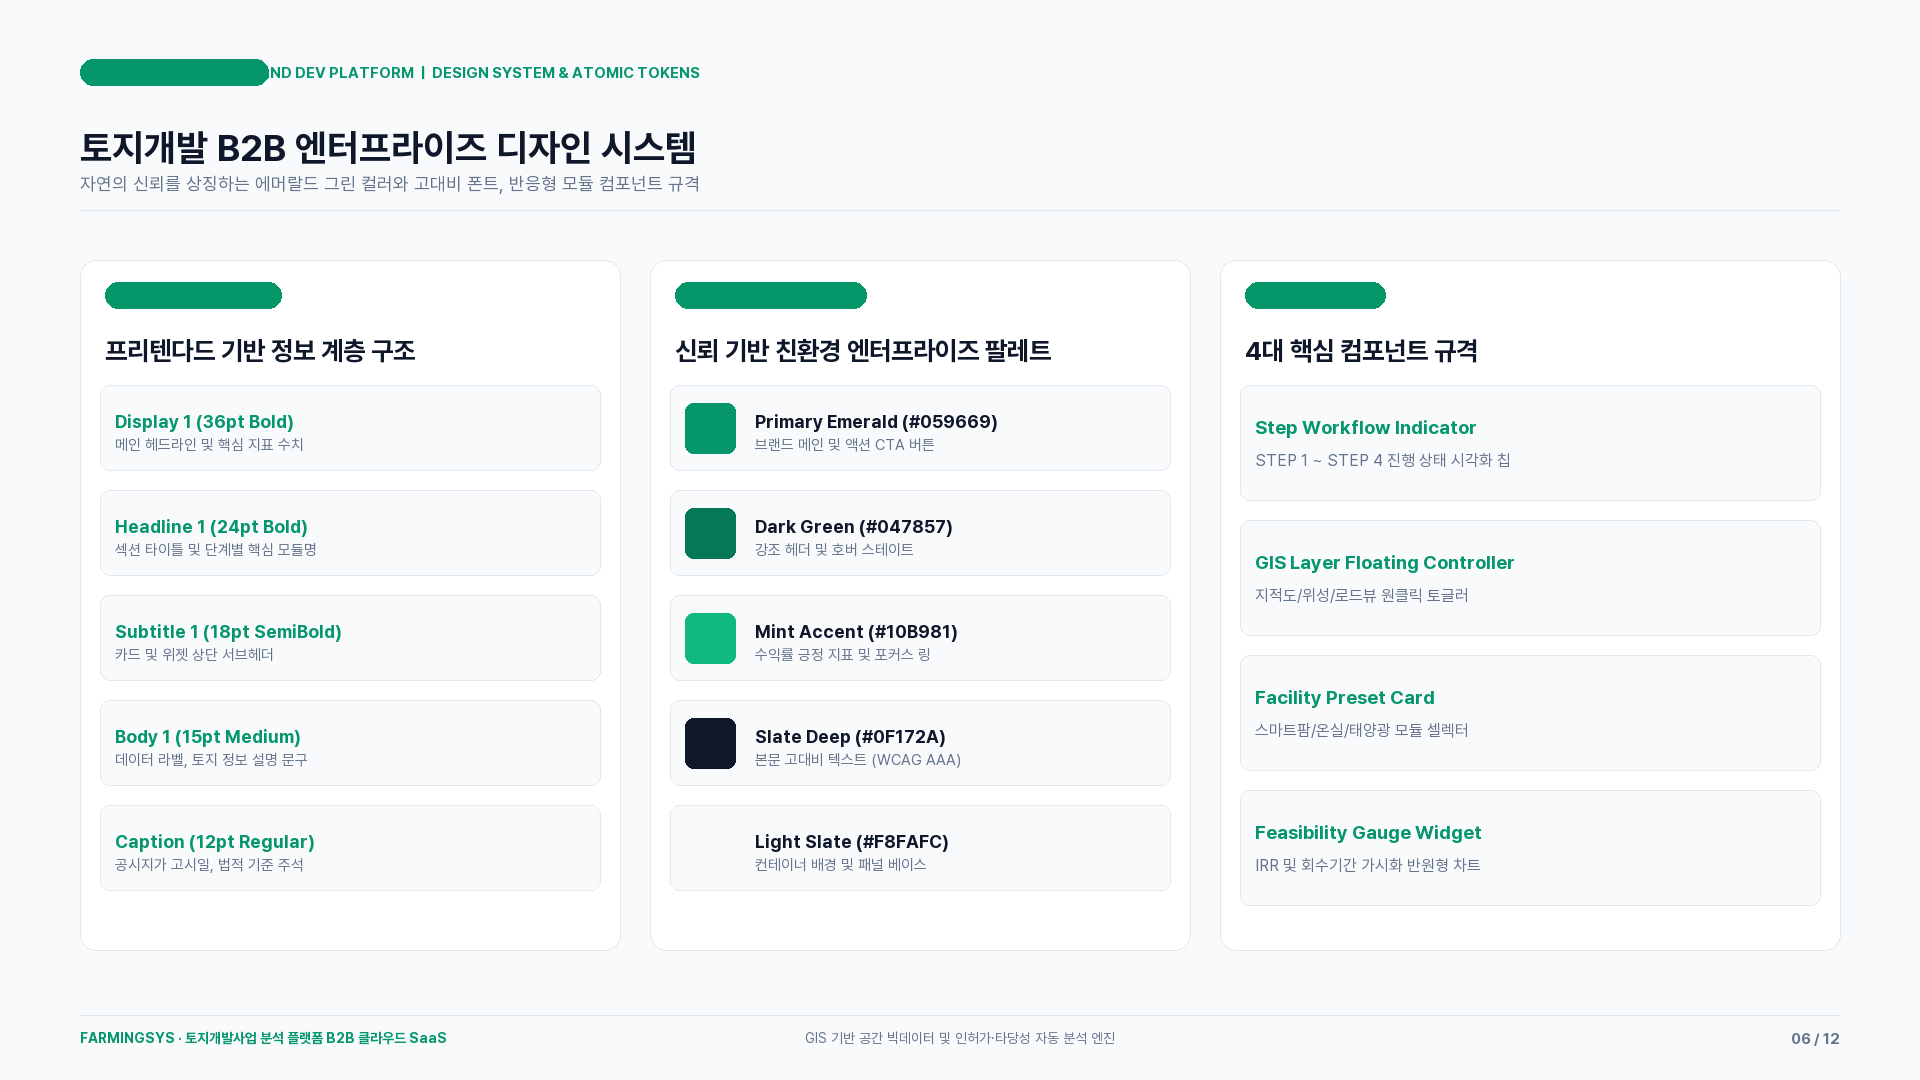 ND DEV PLATFORM | DESIGN SYSTEM & ATOMIC TOKENS
토지개발 B2B 엔터프라이즈 디자인 시스템
자연의 신뢰를 상징하는 에머랄드 그린 컬러와 고대비 폰트, 반응형 모듈 컴포넌트 규격
프리텐다드 기반 정보 계층 구조
Display 1 (36pt Bold)
메인 헤드라인 및 핵심 지표 수치
Headline 1 (24pt Bold)
섹션 타이틀 및 단계별 핵심 모듈명
Subtitle 1 (18pt SemiBold)
카드 및 위젯 상단 서브헤더
Body 1 (15pt Medium)
데이터 라벨, 토지 정보 설명 문구
Caption (12pt Regular)
공시지가 고시일, 법적 기준 주석
신뢰 기반 친환경 엔터프라이즈 팔레트
Primary Emerald (#059669)
브랜드 메인 및 액션 CTA 버튼
Dark Green (#047857)
강조 헤더 및 호버 스테이트
Mint Accent (#10B981)
수익률 긍정 지표 및 포커스 링
Slate Deep (#0F172A)
본문 고대비 텍스트 (WCAG AAA)
Light Slate (#F8FAFC)
컨테이너 배경 및 패널 베이스
4대 핵심 컴포넌트 규격
Step Workflow Indicator
STEP 1 ~ STEP 4 진행 상태 시각화 칩
GIS Layer Floating Controller
지적도/위성/로드뷰 원클릭 토글러
Facility Preset Card
스마트팜/온실/태양광 모듈 셀렉터
Feasibility Gauge Widget
IRR 및 회수기간 가시화 반원형 차트
FARMINGSYS · 토지개발사업 분석 플랫폼 B2B 클라우드 SaaS
GIS 기반 공간 빅데이터 및 인허가·타당성 자동 분석 엔진
06 / 12